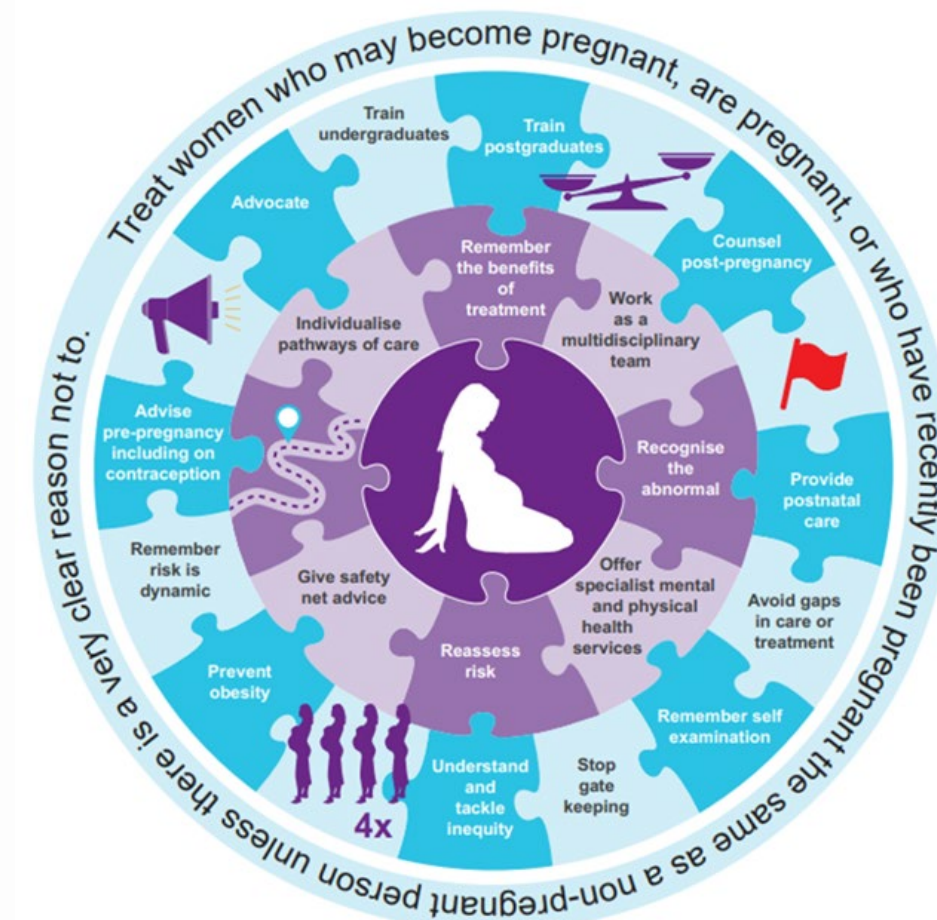 Treat women who may become pregnant, are pregnant, or who have recently been pregnant the same as a non-pregnant person unless there is a very clear reason not to.
Train
undergraduates
Train
postgraduates
Counsel
post-pregnancy
Provide
postnatal
care
Avoid gaps
in care or
treatment
Remember self
examination
Stop
gate
keeping
Understand
and
tackle
inequity
4x
Prevent
obesity
Remember
risk is
dynamic
Advise
pre-pregnancy
including on
contraception
Advocate
Remember
the benefits
of
treatment
Work
as a
multidisciplinary
team
Recognise
the
abnormal
Offer
specialist mental
and physical
health
services
Reassess
risk
Give safety
net advice
Individualise
pathways of care